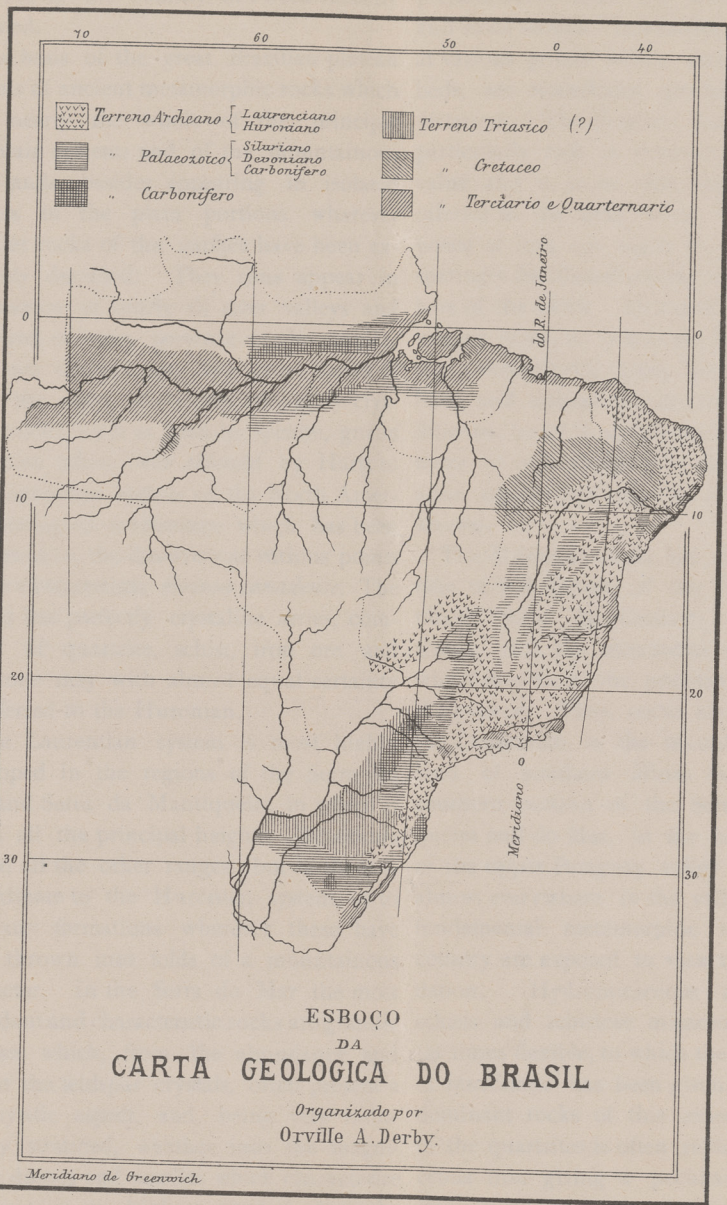 70 60 50 0 40
Terreno Archeano { Laurenciano
Huroniano
„ Palaeozoico { Siluriano
Devoniano
Carbonifero
„ Carbonifero
Terreno Triasico (?)
„ Cretaceo
„ Terciario e Quarternario
do R. de Janeiro
0 0
10 10
20 20
0
Meridiano
30 30
ESBOÇO
DA
CARTA GEOLOGICA DO BRASIL
Organizado por
Orville A. Derby.
Meridiano de Greenwich